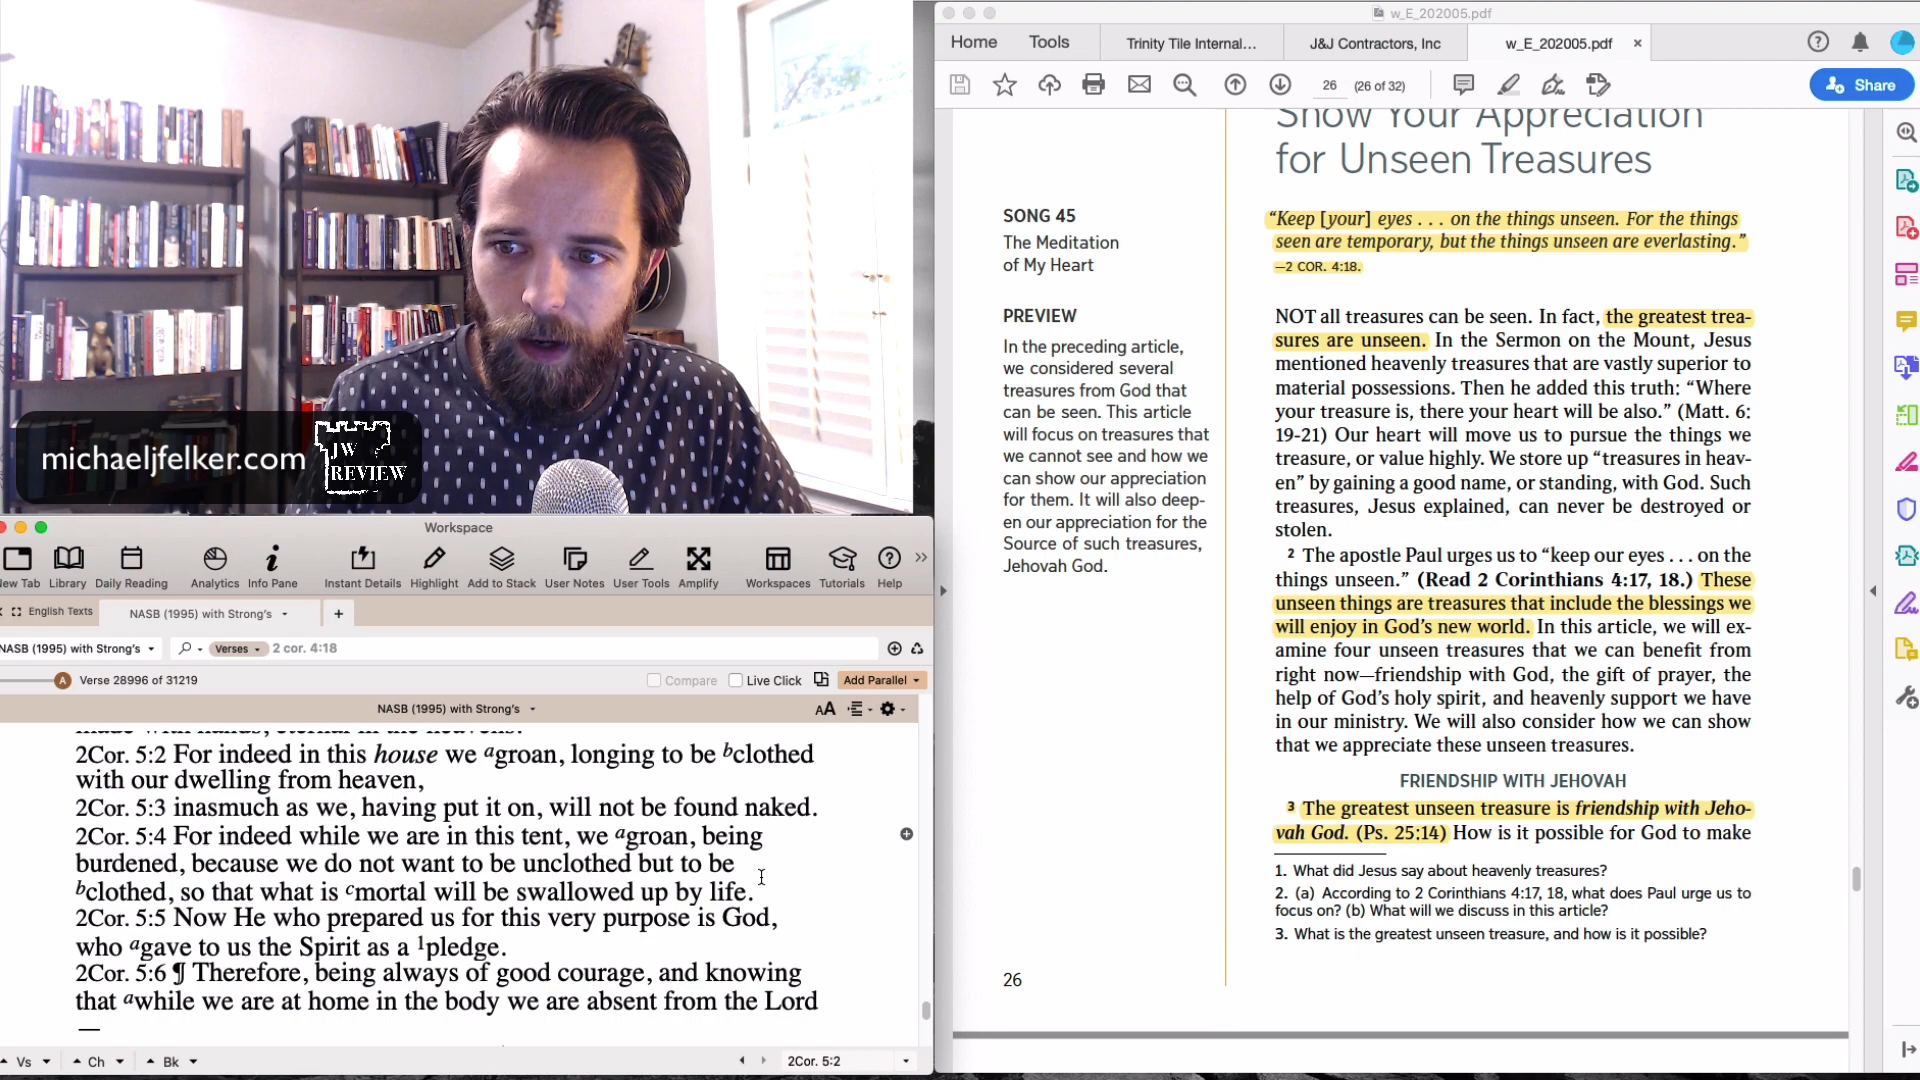 michaeljfelker.com
JW
REVIEW
w_E_202005.pdf
Home Tools Trinity Tile Internal... J&J Contractors, Inc w_E_202005.pdf ×
26 (26 of 32) Share
Show Your Appreciation
for Unseen Treasures
SONG 45
The Meditation
of My Heart
PREVIEW
In the preceding article,
we considered several
treasures from God that
can be seen. This article
will focus on treasures that
we cannot see and how we
can show our appreciation
for them. It will also deep-
en our appreciation for the
Source of such treasures,
Jehovah God.
“Keep [your] eyes . . . on the things unseen. For the things
seen are temporary, but the things unseen are everlasting.”
—2 COR. 4:18.
NOT all treasures can be seen. In fact, the greatest trea-
sures are unseen. In the Sermon on the Mount, Jesus
mentioned heavenly treasures that are vastly superior to
material possessions. Then he added this truth: “Where
your treasure is, there your heart will be also.” (Matt. 6:
19-21) Our heart will move us to pursue the things we
treasure, or value highly. We store up “treasures in heav-
en” by gaining a good name, or standing, with God. Such
treasures, Jesus explained, can never be destroyed or
stolen.
2 The apostle Paul urges us to “keep our eyes . . . on the
things unseen.” (Read 2 Corinthians 4:17, 18.) These
unseen things are treasures that include the blessings we
will enjoy in God’s new world. In this article, we will ex-
amine four unseen treasures that we can benefit from
right now—friendship with God, the gift of prayer, the
help of God’s holy spirit, and heavenly support we have
in our ministry. We will also consider how we can show
that we appreciate these unseen treasures.
FRIENDSHIP WITH JEHOVAH
3 The greatest unseen treasure is friendship with Jeho-
vah God. (Ps. 25:14) How is it possible for God to make
1. What did Jesus say about heavenly treasures?
2. (a) According to 2 Corinthians 4:17, 18, what does Paul urge us to
focus on? (b) What will we discuss in this article?
3. What is the greatest unseen treasure, and how is it possible?
26
Workspace
New Tab Library Daily Reading Analytics Info Pane Instant Details Highlight Add to Stack User Notes User Tools Amplify Workspaces Tutorials Help
English Texts NASB (1995) with Strong’s +
NASB (1995) with Strong’s Verses 2 cor. 4:18
A Verse 28996 of 31219 Compare Live Click Add Parallel
NASB (1995) with Strong’s AA
made with hands, eternal in the heavens.
2Cor. 5:2 For indeed in this house we agroan, longing to be bclothed
with our dwelling from heaven,
2Cor. 5:3 inasmuch as we, having put it on, will not be found naked.
2Cor. 5:4 For indeed while we are in this tent, we agroan, being
burdened, because we do not want to be unclothed but to be
bclothed, so that what is cmortal will be swallowed up by life.
2Cor. 5:5 Now He who prepared us for this very purpose is God,
who agave to us the Spirit as a 1pledge.
2Cor. 5:6 ¶ Therefore, being always of good courage, and knowing
that awhile we are at home in the body we are absent from the Lord
—
Vs Ch Bk 2Cor. 5:2